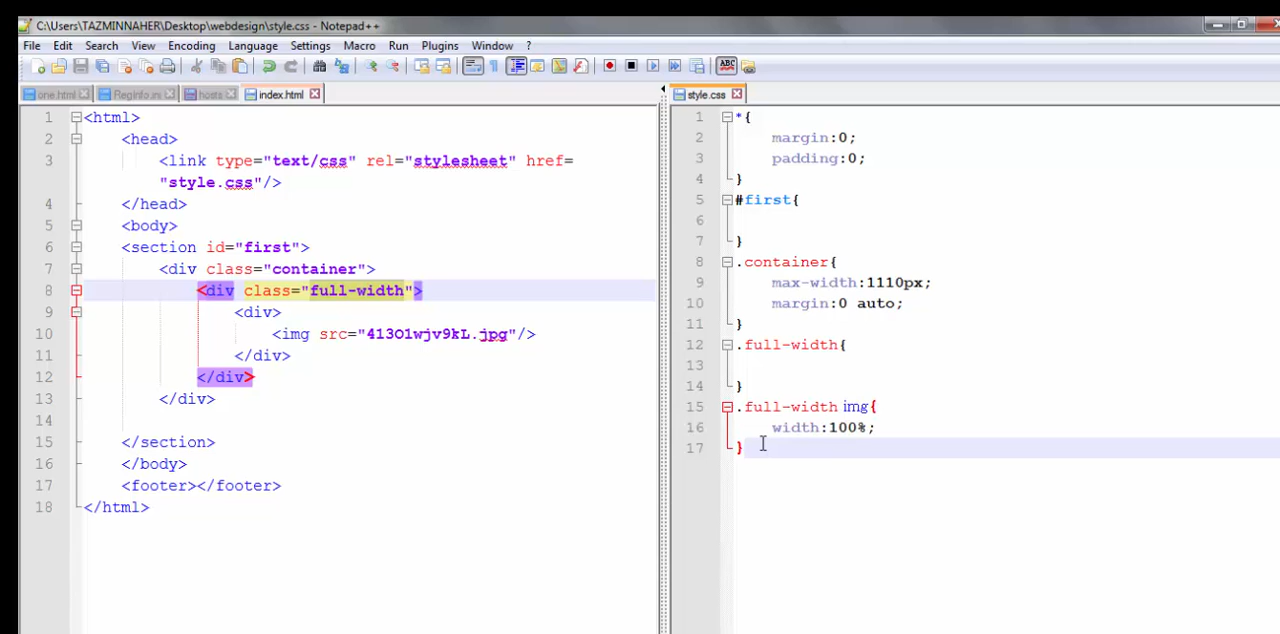 C:\Users\TAZMINNAHER\Desktop\webdesign\style.css - Notepad++
File Edit Search View Encoding Language Settings Macro Run Plugins Window ?
ABC
one.html RegInfo.ini hosts index.html
1 <html>
2 <head>
3 <link type="text/css" rel="stylesheet" href=
"style.css"/>
4 </head>
5 <body>
6 <section id="first">
7 <div class="container">
8 <div class="full-width">
9 <div>
10 <img src="413O1wjv9kL.jpg"/>
11 </div>
12 </div>
13 </div>
14
15 </section>
16 </body>
17 <footer></footer>
18 </html>
style.css
1 *{
2 margin:0;
3 padding:0;
4 }
5 #first{
6
7 }
8 .container{
9 max-width:1110px;
10 margin:0 auto;
11 }
12 .full-width{
13
14 }
15 .full-width img{
16 width:100%;
17 }